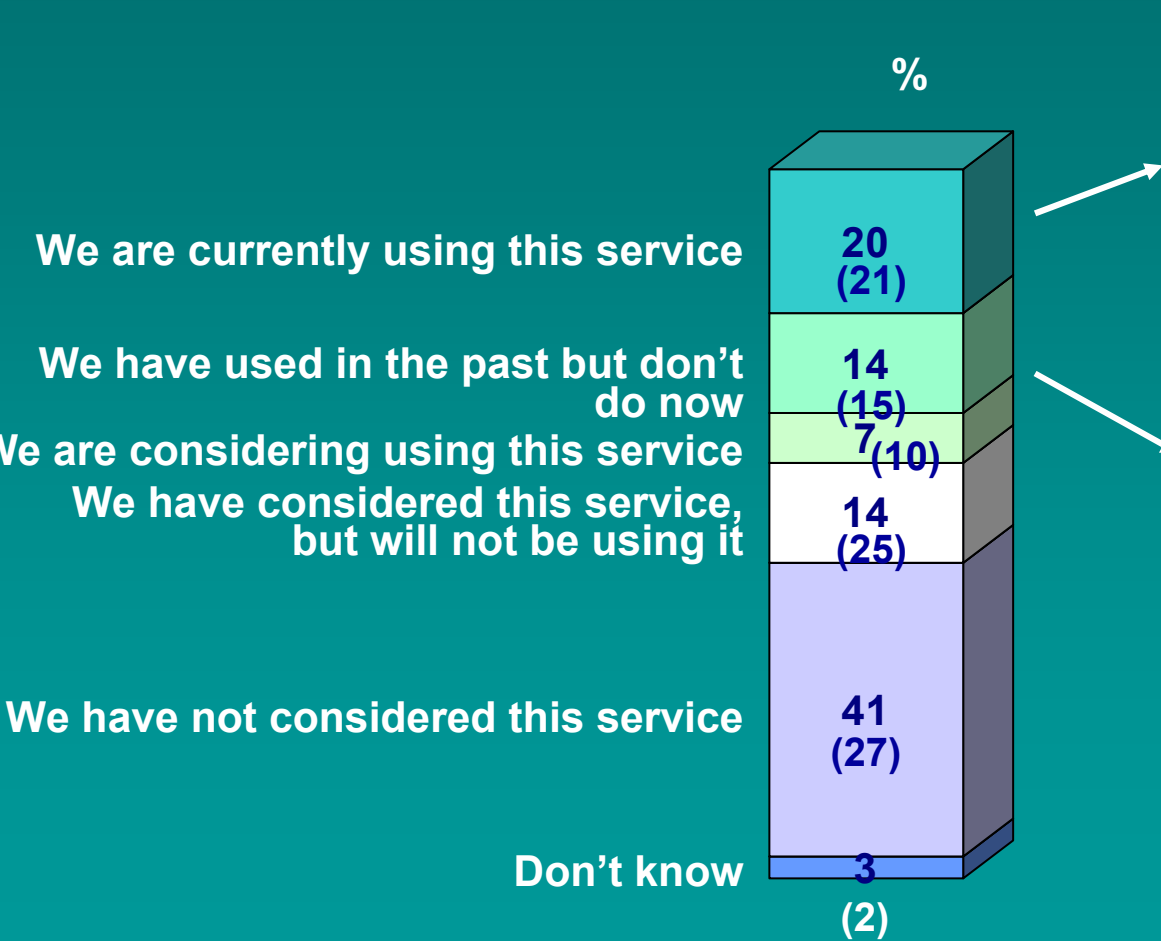 %
We are currently using this service
20
(21)
We have used in the past but don't
do now
14
(15)
We are considering using this service
7
(10)
We have considered this service,
but will not be using it
14
(25)
We have not considered this service
41
(27)
Don't know
3
(2)